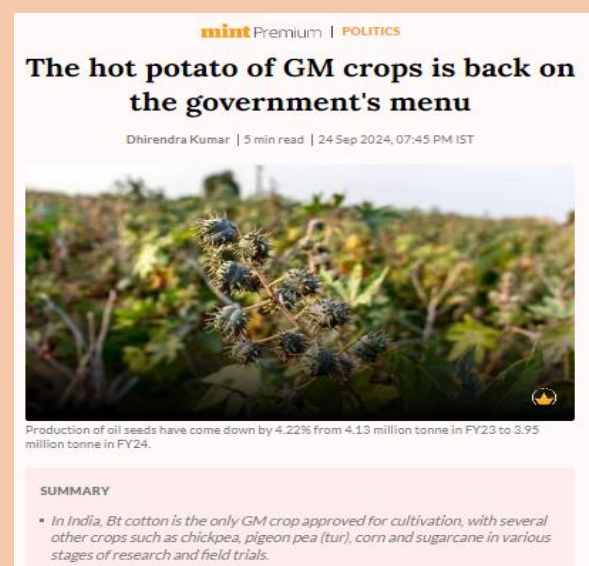 mint Premium | POLITICS
The hot potato of GM crops is back on
the government's menu
Dhirendra Kumar | 5 min read | 24 Sep 2024, 07:45 PM IST
Production of oil seeds have come down by 4.22% from 4.13 million tonne in FY23 to 3.95
million tonne in FY24.
SUMMARY
▪ In India, Bt cotton is the only GM crop approved for cultivation, with several
other crops such as chickpea, pigeon pea (tur), corn and sugarcane in various
stages of research and field trials.